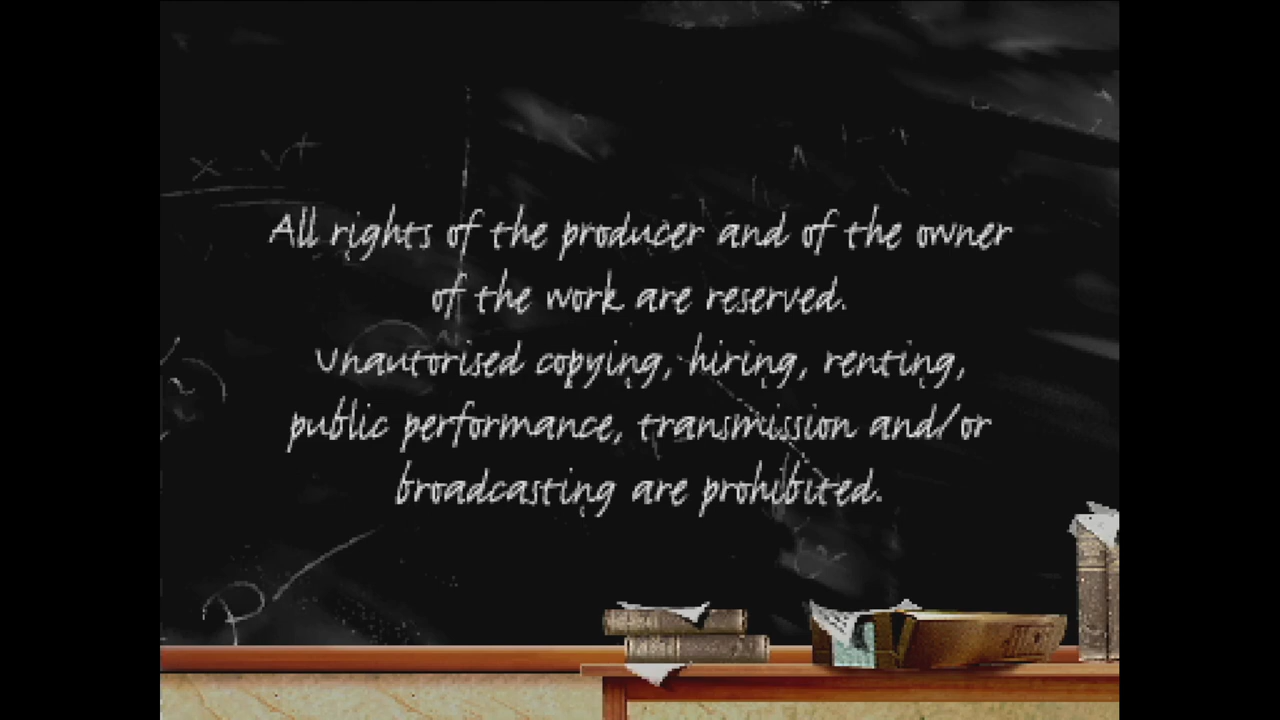 All rights of the producer and of the owner
of the work are reserved.
Unautorised copying, hiring, renting,
public performance, transmission and/or
broadcasting are prohibited.